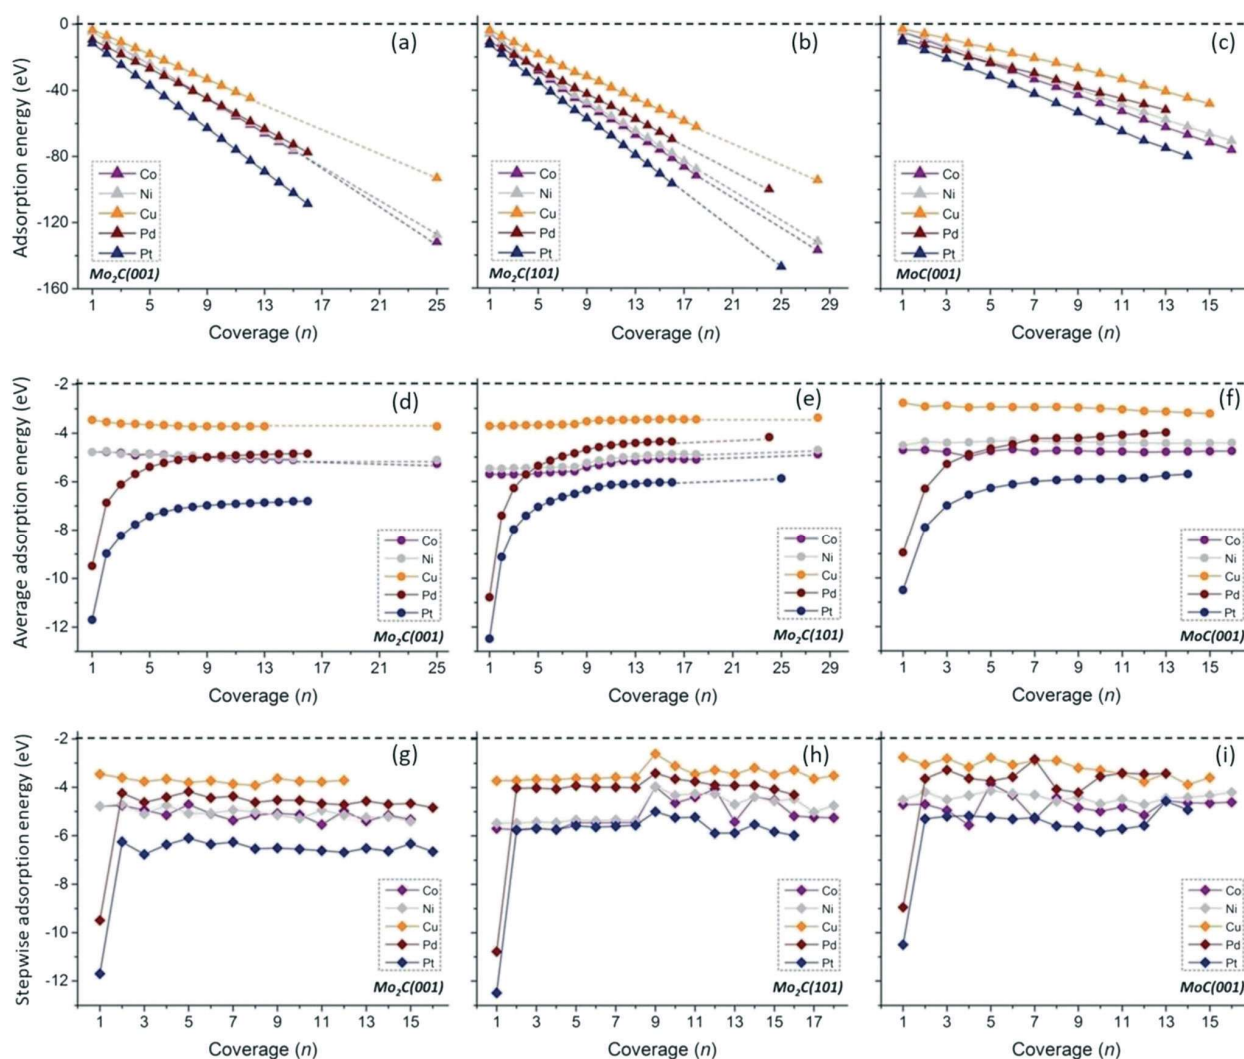 (a)
(b)
(c)
Adsorption energy (eV)
0
-40
-80
-120
-160
Co
Ni
Cu
Pd
Pt
Mo2C(001)
Co
Ni
Cu
Pd
Pt
Mo2C(101)
Co
Ni
Cu
Pd
Pt
MoC(001)
1 5 9 13 17 21 25
1 5 9 13 17 21 25 29
1 3 5 7 9 11 13 15
Coverage (n)
Coverage (n)
Coverage (n)
(d)
(e)
(f)
Average adsorption energy (eV)
-2
-4
-6
-8
-10
-12
Co
Ni
Cu
Pd
Pt
Mo2C(001)
Co
Ni
Cu
Pd
Pt
Mo2C(101)
Co
Ni
Cu
Pd
Pt
MoC(001)
1 5 9 13 17 21 25
1 5 9 13 17 21 25 29
1 3 5 7 9 11 13 15
Coverage (n)
Coverage (n)
Coverage (n)
(g)
(h)
(i)
Stepwise adsorption energy (eV)
-2
-4
-6
-8
-10
-12
Co
Ni
Cu
Pd
Pt
Mo2C(001)
Co
Ni
Cu
Pd
Pt
Mo2C(101)
Co
Ni
Cu
Pd
Pt
MoC(001)
1 3 5 7 9 11 13 15
1 3 5 7 9 11 13 15 17
1 3 5 7 9 11 13 15
Coverage (n)
Coverage (n)
Coverage (n)